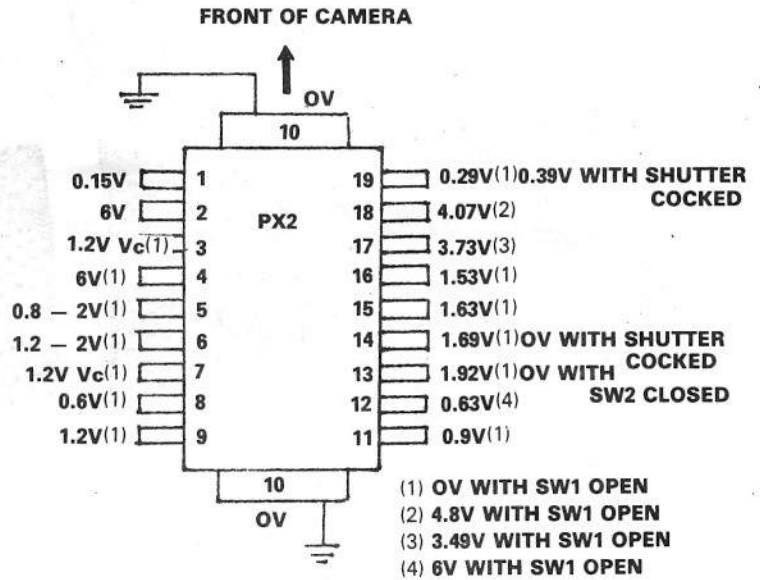 FRONT OF CAMERA
OV
10
0.15V 1
6V 2
1.2V Vc(1) 3
6V(1) 4
0.8 – 2V(1) 5
1.2 – 2V(1) 6
1.2V Vc(1) 7
0.6V(1) 8
1.2V(1) 9
PX2
19 0.29V(1)0.39V WITH SHUTTER
COCKED
18 4.07V(2)
17 3.73V(3)
16 1.53V(1)
15 1.63V(1)
14 1.69V(1)OV WITH SHUTTER
COCKED
13 1.92V(1)OV WITH
SW2 CLOSED
12 0.63V(4)
11 0.9V(1)
10
OV
(1) OV WITH SW1 OPEN
(2) 4.8V WITH SW1 OPEN
(3) 3.49V WITH SW1 OPEN
(4) 6V WITH SW1 OPEN